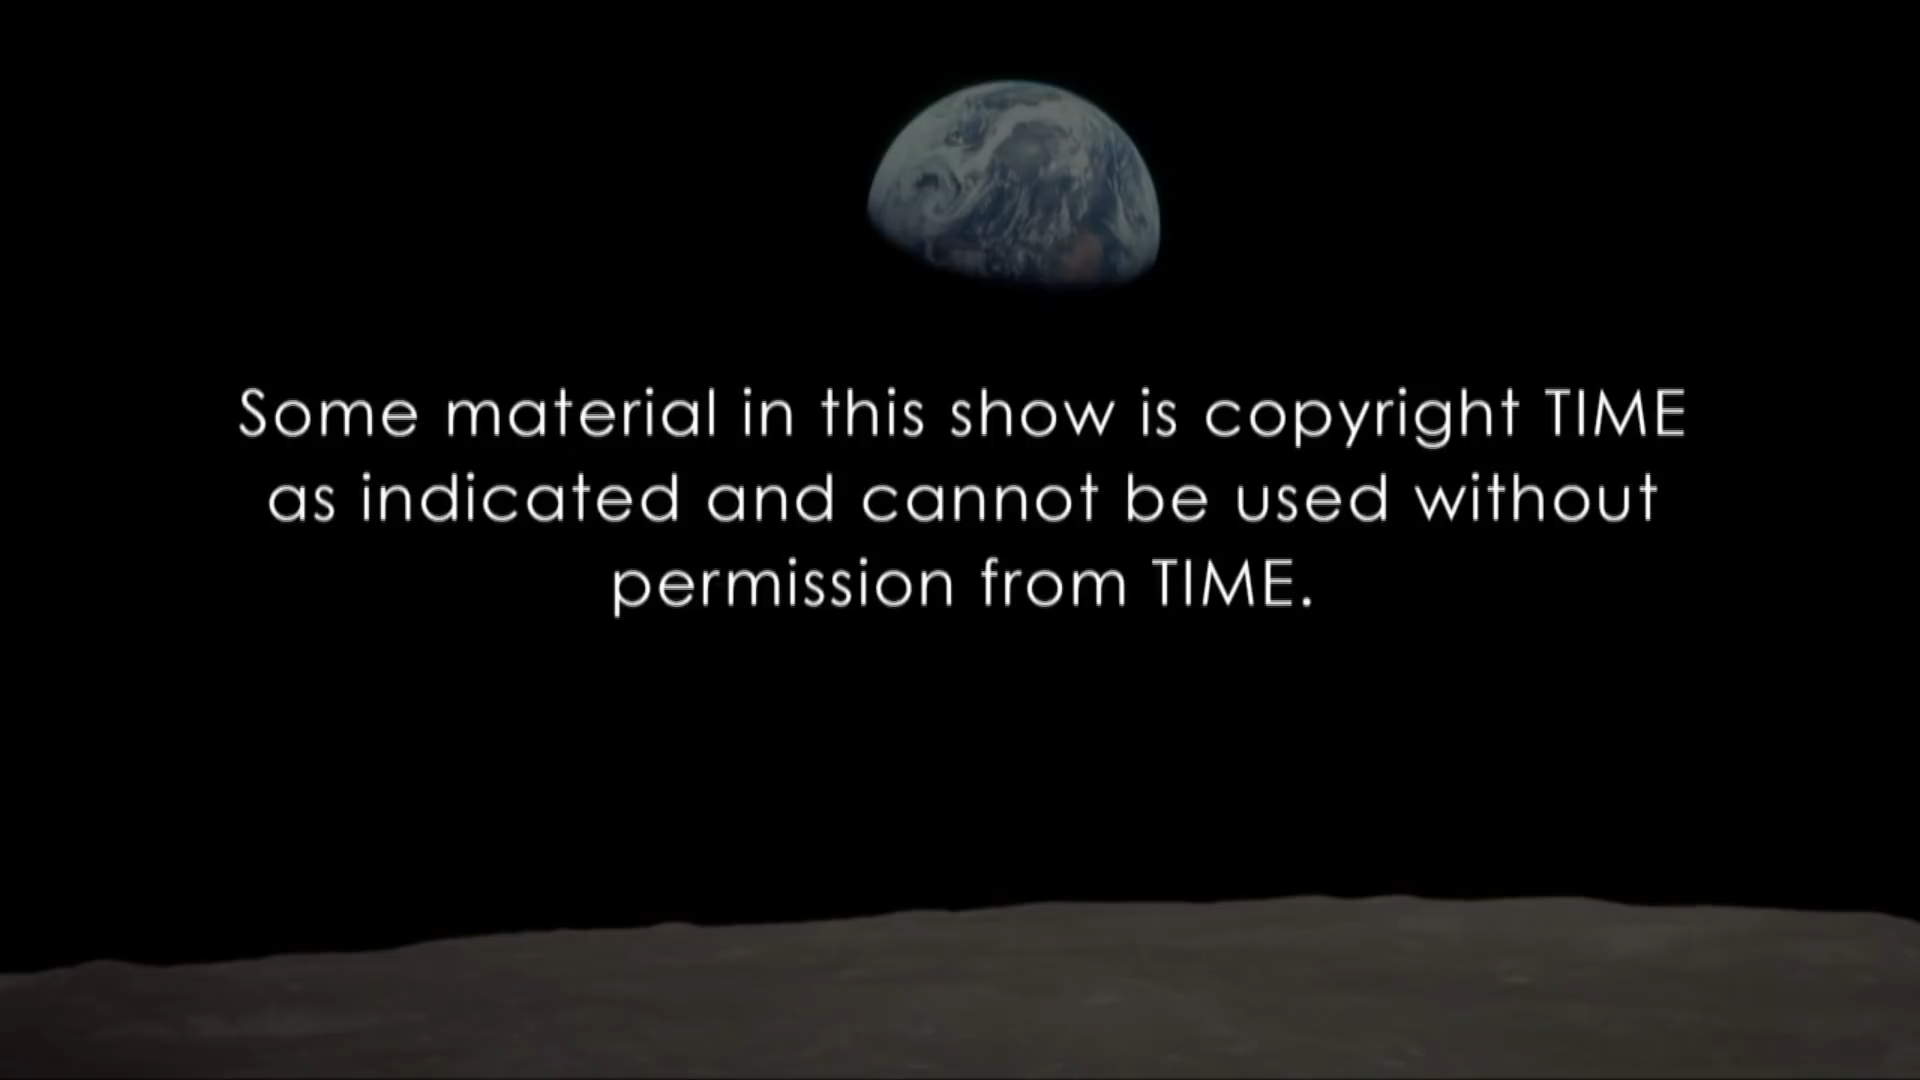 Some material in this show is copyright TIME
as indicated and cannot be used without
permission from TIME.